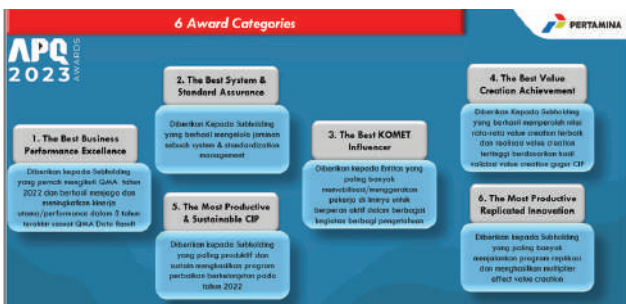 6 Award Categories
PERTAMINA
APQ
AWARDS
2023
1. The Best Business
Performance Excellence
Diberikan kepada Subholding
yang pernah mengikuti QMA tahun
2022 dan berhasil menjaga dan
meningkatkan kinerja
utama/performance dalam 3 tahun
terakhir sesuai QMA Data Result
2. The Best System &
Standard Assurance
Diberikan Kepada Subholding
yang berhasil mengelola jaminan
sebuah system & standardization
management
3. The Best KOMET
Influencer
Diberikan kepada Entitas yang
paling banyak
memobilisasi/menggerakan
pekerja di linirya untuk
berperan aktif dalam berbagai
kegiatan berbagi pengetahuan
4. The Best Value
Creation Achievement
Diberikan Kepada Subholding
yang berhasil memperoleh nilai
rata-rata value creation terbaik
dan realisasi value creation
tertinggi berdasarkan hasil
validasi value creation gugus CIP
5. The Most Productive
& Sustainable CIP
Diberikan kepada Subholding
yang paling produktif dan
sustain menghasilkan program
perbaikan berkelanjutan pada
tahun 2022
6. The Most Productive
Replicated Innovation
Diberikan kepada Subholding
yang paling banyak
menjalankan program replikasi
dan menghasilkan multiplier
effect value creation